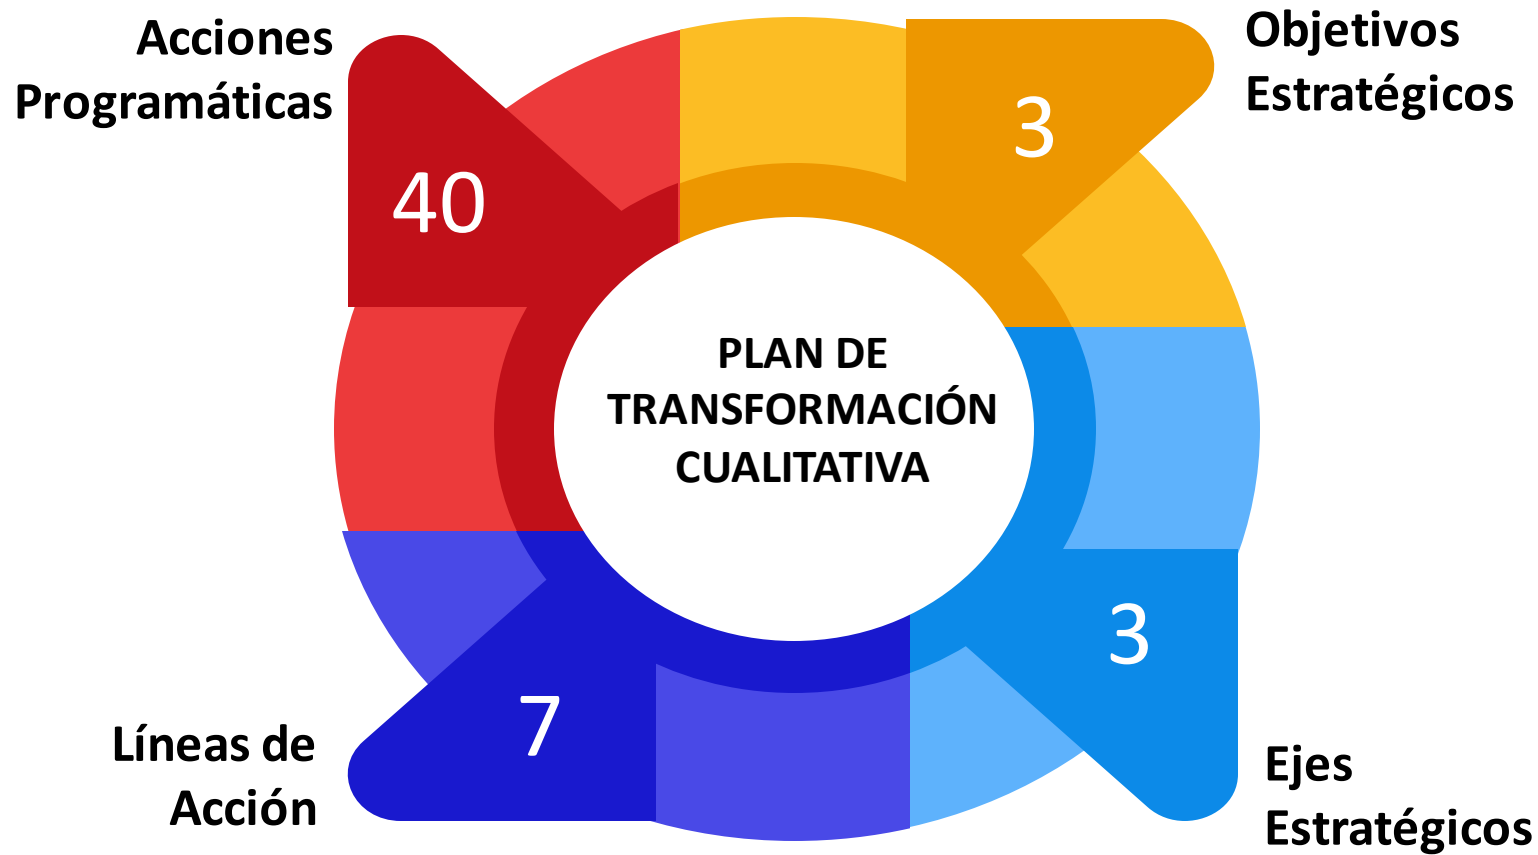 Acciones
Programáticas
40
Objetivos
Estratégicos
3
PLAN DE
TRANSFORMACIÓN
CUALITATIVA
Líneas de
Acción
7
3
Ejes
Estratégicos